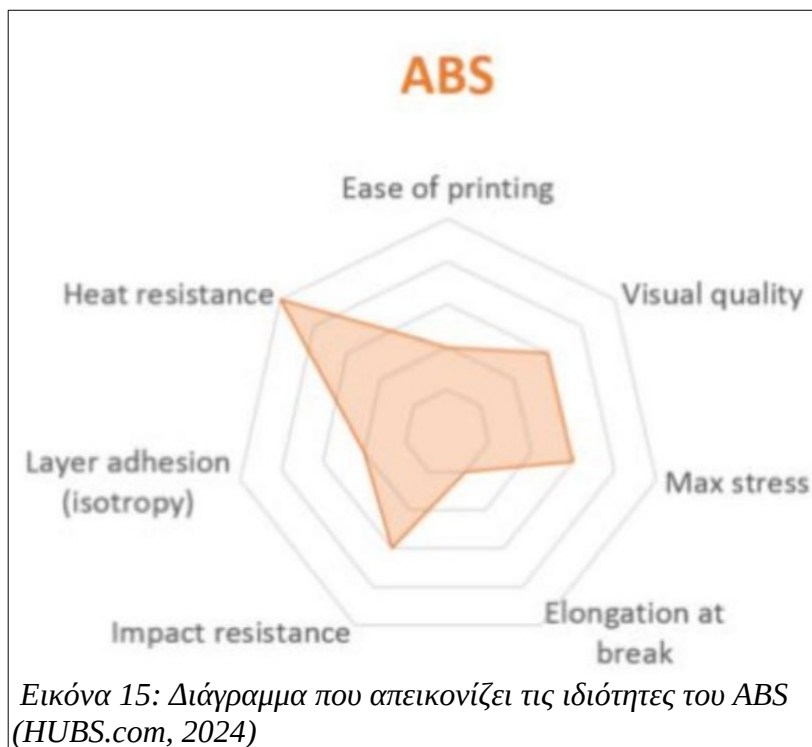 ABS
Ease of printing
Heat resistance
Visual quality
Layer adhesion
(isotropy)
Max stress
Impact resistance
Elongation at
break
Εικόνα 15: Διάγραμμα που απεικονίζει τις ιδιότητες του ABS
(HUBS.com, 2024)